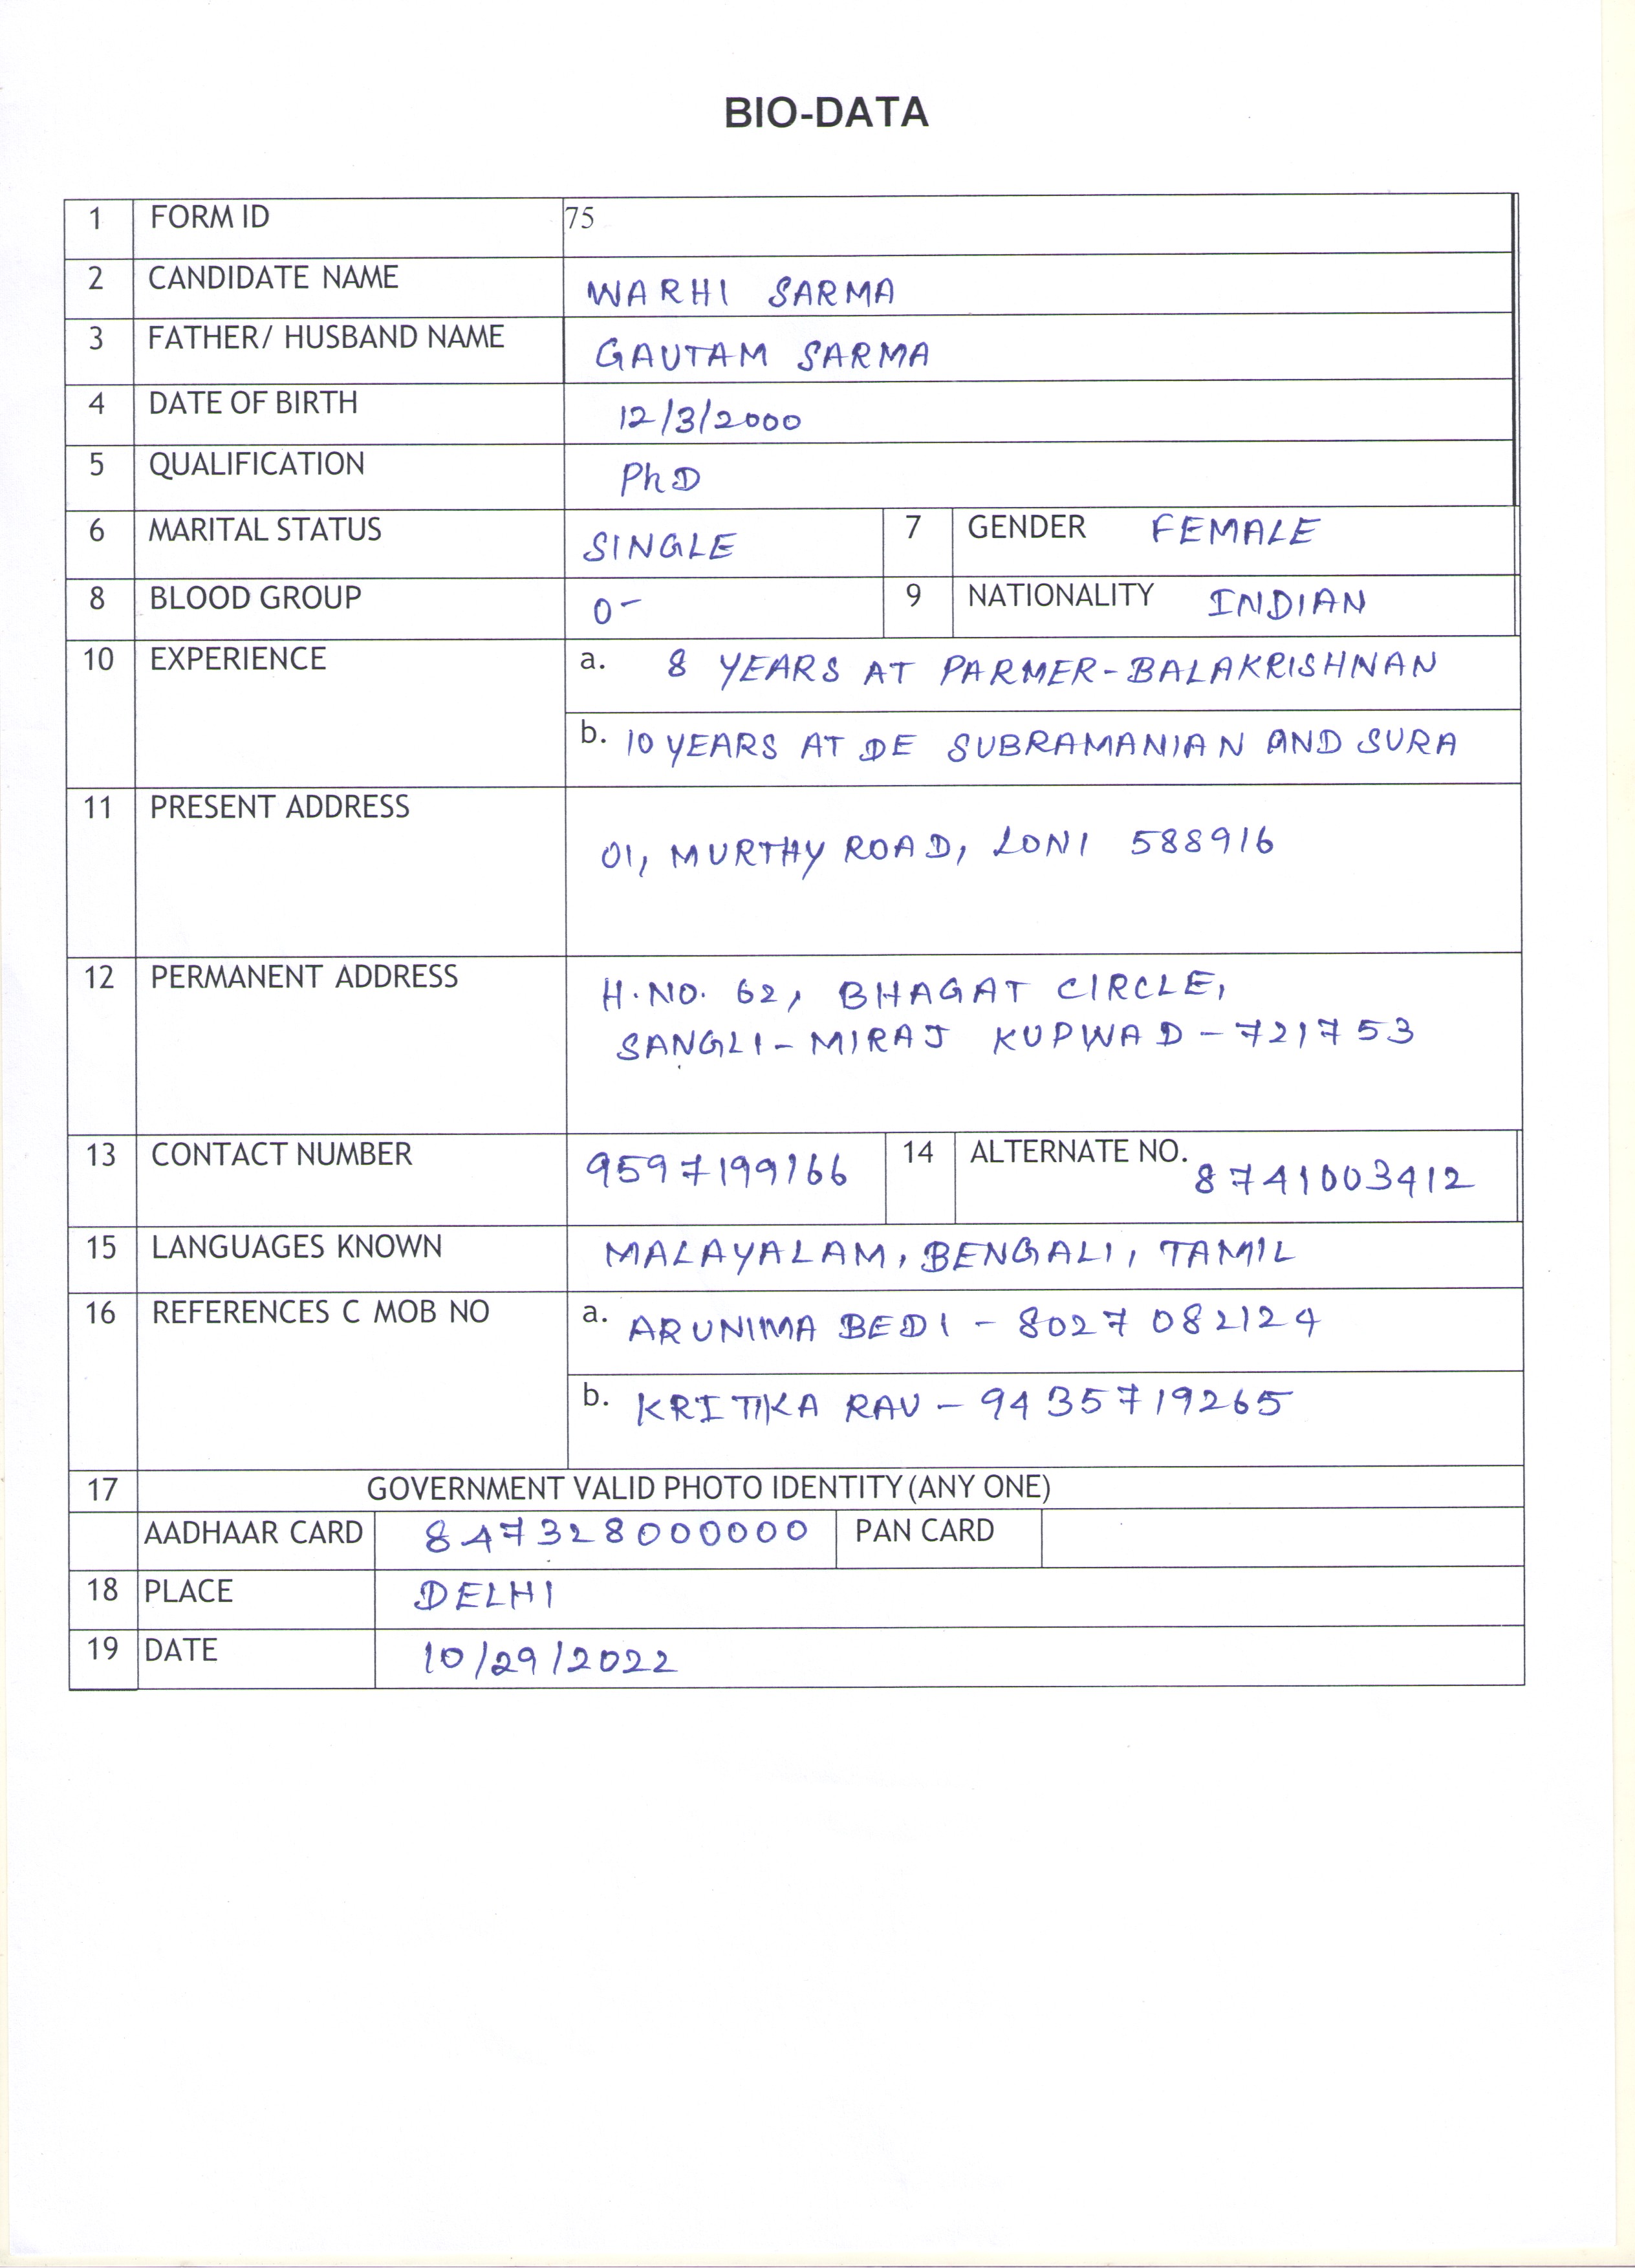 BIO-DATA
1 FORM ID 75
2 CANDIDATE NAME WARHI SARMA
3 FATHER/ HUSBAND NAME GAUTAM SARMA
4 DATE OF BIRTH 12/3/2000
5 QUALIFICATION PhD
6 MARITAL STATUS SINGLE 7 GENDER FEMALE
8 BLOOD GROUP O- 9 NATIONALITY INDIAN
10 EXPERIENCE a. 8 YEARS AT PARMER-BALAKRISHNAN
b. 10 YEARS AT DE SUBRAMANIAN AND SURA
11 PRESENT ADDRESS
01, MURTHY ROAD, LONI 588916
12 PERMANENT ADDRESS H.NO. 62, BHAGAT CIRCLE,
SANGLI-MIRAJ KUPWAD-721753
13 CONTACT NUMBER 9597199166 14 ALTERNATE NO. 8741003412
15 LANGUAGES KNOWN MALAYALAM, BENGALI, TAMIL
16 REFERENCES C MOB NO a. ARUNIMA BEDI - 8027082124
b. KRITIKA RAU - 9435719265
17 GOVERNMENT VALID PHOTO IDENTITY (ANY ONE)
AADHAAR CARD 847328000000 PAN CARD
18 PLACE DELHI
19 DATE 10/29/2022